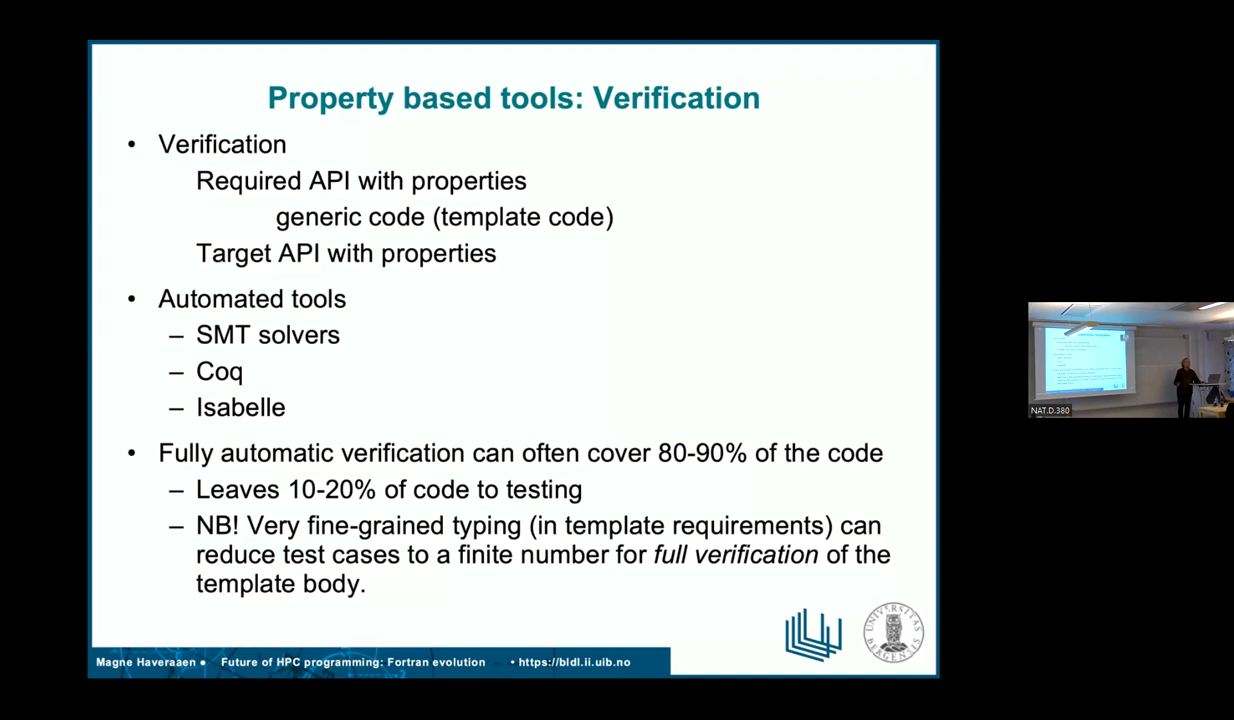 Property based tools: Verification
• Verification
Required API with properties
generic code (template code)
Target API with properties
• Automated tools
– SMT solvers
– Coq
– Isabelle
• Fully automatic verification can often cover 80-90% of the code
– Leaves 10-20% of code to testing
– NB! Very fine-grained typing (in template requirements) can
reduce test cases to a finite number for full verification of the
template body.
UNIVERSITAS
BERGENSIS
Magne Haveraaen • Future of HPC programming: Fortran evolution – • https://bldl.ii.uib.no
NAT.D.380